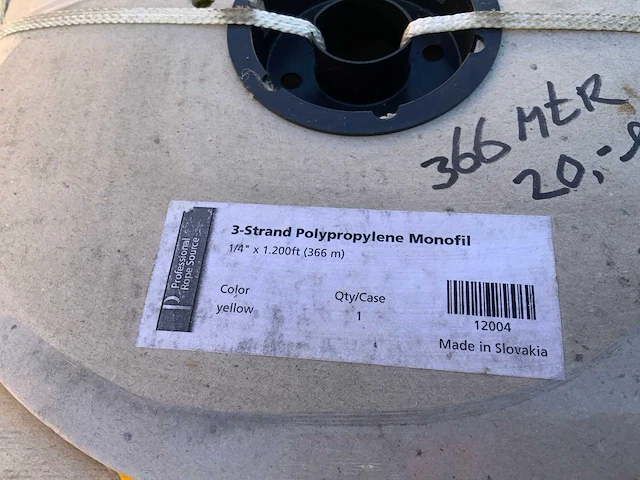 366 MtR
20,-
3-Strand Polypropylene Monofil
1/4" x 1.200ft (366 m)
Professional
Rope Source
Color
Qty/Case
yellow
1
12004
Made in Slovakia